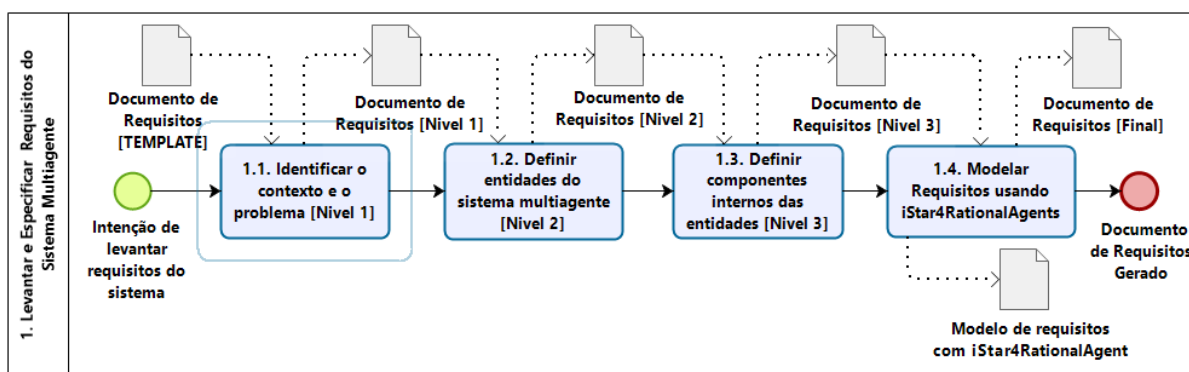 1. Levantar e Especificar Requisitos do
Sistema Multiagente
Documento de
Requisitos
[TEMPLATE]
Documento de
Requisitos [Nivel 1]
Documento de
Requisitos [Nivel 2]
Documento de
Requisitos [Nivel 3]
Documento de
Requisitos [Final]
Intenção de
levantar
requisitos do
sistema
1.1. Identificar o
contexto e o
problema [Nivel 1]
1.2. Definir
entidades do
sistema multiagente
[Nivel 2]
1.3. Definir
componentes
internos das
entidades [Nivel 3]
1.4. Modelar
Requisitos usando
iStar4RationalAgents
Documento
de Requisitos
Gerado
Modelo de requisitos
com iStar4RationalAgent